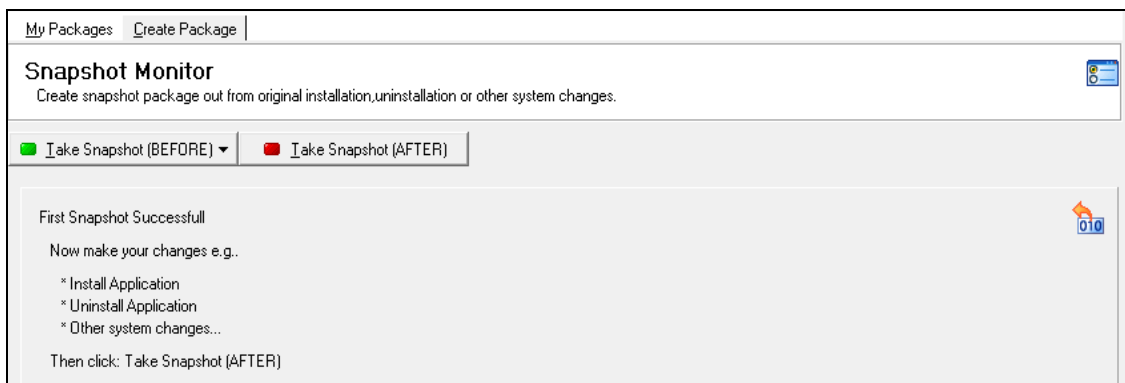 My Packages Create Package
Snapshot Monitor
Create snapshot package out from original installation,uninstallation or other system changes.
Take Snapshot (BEFORE) Take Snapshot (AFTER)
First Snapshot Successfull
010
Now make your changes e.g..
* Install Application
* Uninstall Application
* Other system changes...
Then click: Take Snapshot (AFTER)